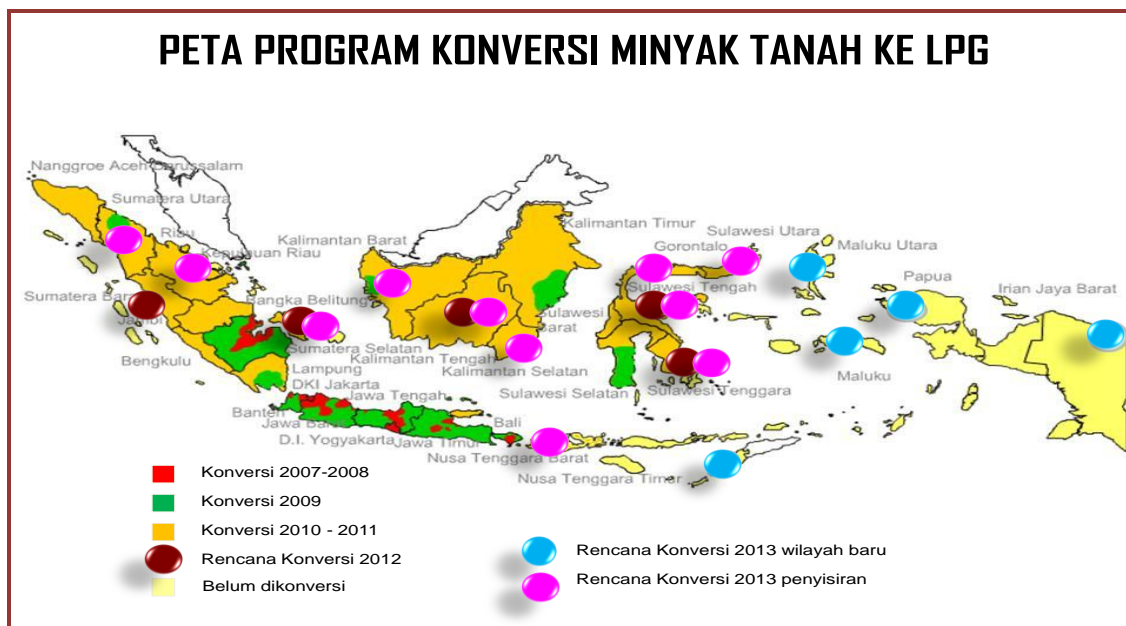 PETA PROGRAM KONVERSI MINYAK TANAH KE LPG
Nanggroe Aceh Darussalam
Sumatera Utara
Riau
Kepulauan Riau
Kalimantan Barat
Kalimantan Timur
Sulawesi Utara
Gorontalo
Maluku Utara
Papua
Irian Jaya Barat
Sumatera Bara
Jambi
Bangka Belitung
Sulawesi Tengah
Sulawesi
Barat
Bengkulu
Sumatera Selatan
Kalimantan Tengah
Kalimantan Selatan
Lampung
DKI Jakarta
Jawa Tengah
Sulawesi Selatan
Sulawesi Tenggara
Maluku
Banten
Jawa Barat
Bali
D.I. Yogyakarta
Jawa Timur
Nusa Tenggara Barat
Nusa Tenggara Timur
Konversi 2007-2008
Konversi 2009
Konversi 2010 - 2011
Rencana Konversi 2012
Belum dikonversi
Rencana Konversi 2013 wilayah baru
Rencana Konversi 2013 penyisiran